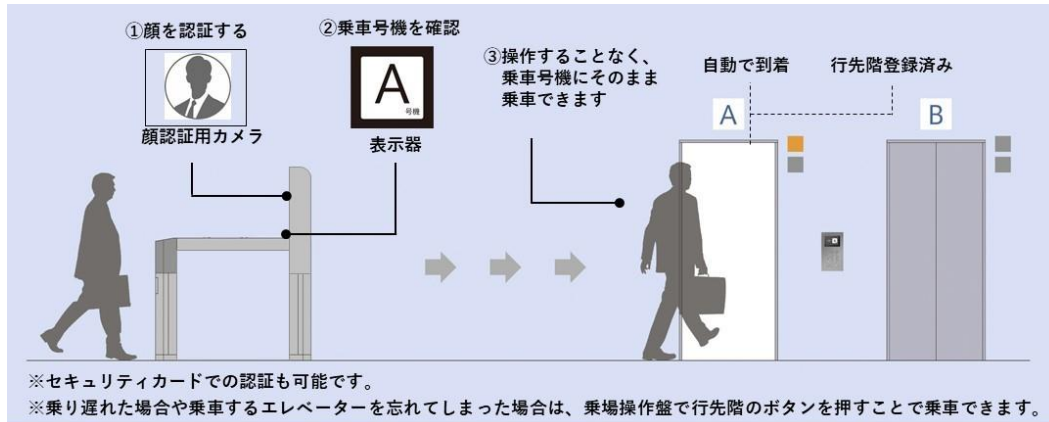 ①顔を認証する
顔認証用カメラ
②乗車号機を確認
A
号機
表示器
③操作することなく、
乗車号機にそのまま
乗車できます
自動で到着
行先階登録済み
A
B
※セキュリティカードでの認証も可能です。
※乗り遅れた場合や乗車するエレベーターを忘れてしまった場合は、乗場操作盤で行先階のボタンを押すことで乗車できます。